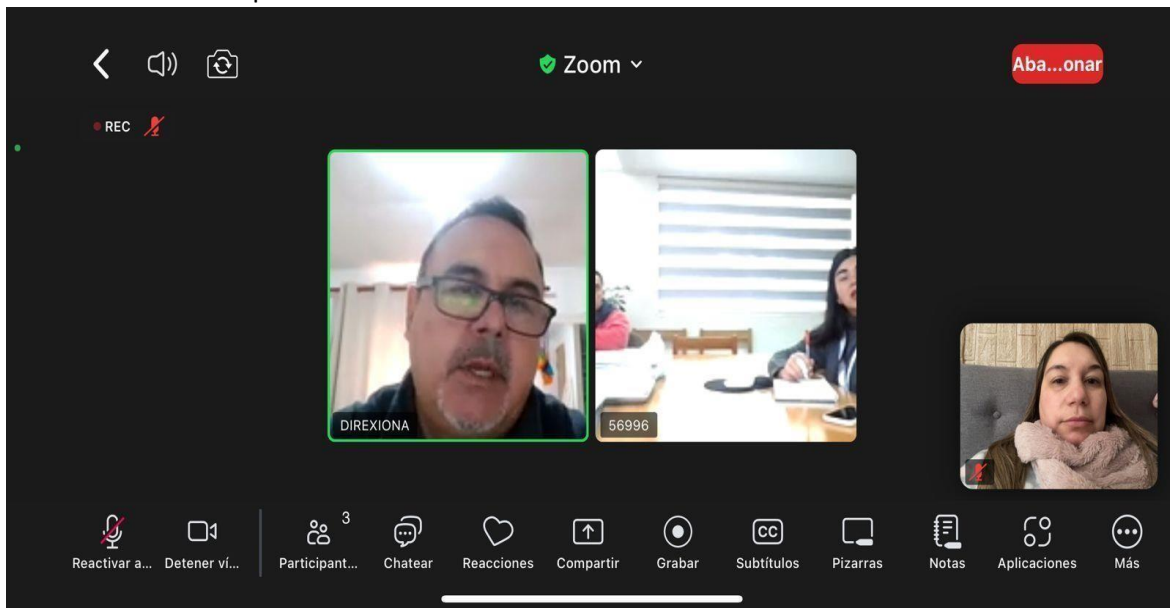 Zoom
Aba...onar
REC
DIREXIONA
56996
3
Reactivar a...
Detener ví...
Participant...
Chatear
Reacciones
Compartir
Grabar
CC
Subtítulos
Pizarras
Notas
Aplicaciones
Más